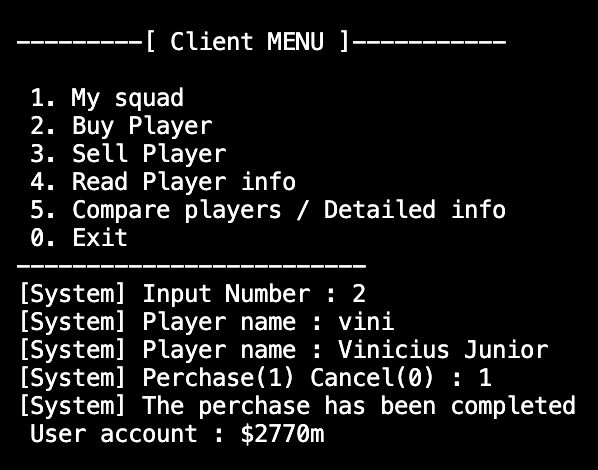 ---------[ Client MENU ]-----------
1. My squad
2. Buy Player
3. Sell Player
4. Read Player info
5. Compare players / Detailed info
0. Exit
-------------------------
[System] Input Number : 2
[System] Player name : vini
[System] Player name : Vinicius Junior
[System] Perchase(1) Cancel(0) : 1
[System] The perchase has been completed
User account : $2770m